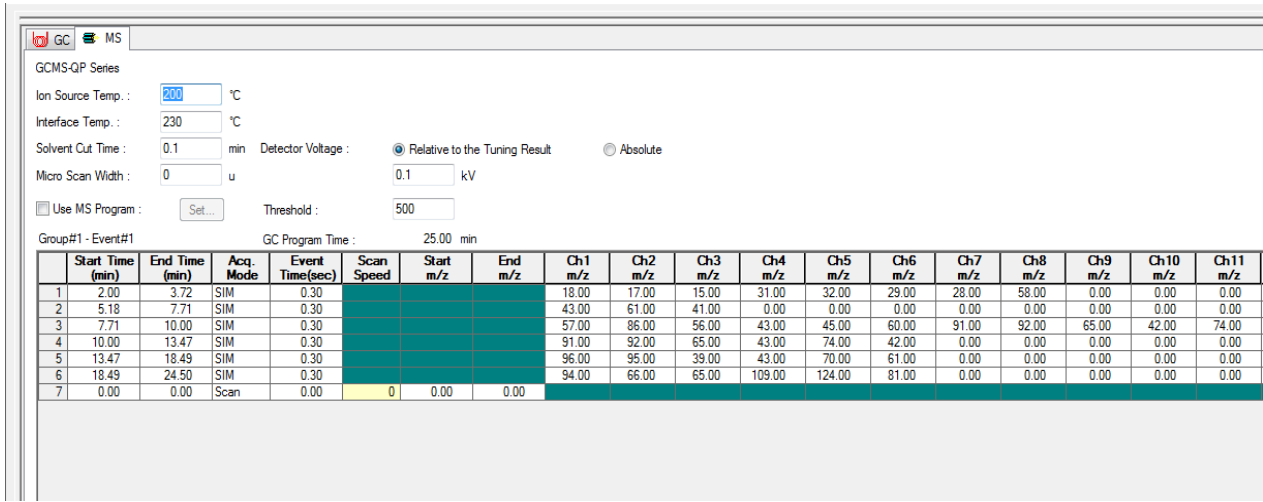 GC MS
GCMS-QP Series
Ion Source Temp. : 200 °C
Interface Temp. : 230 °C
Solvent Cut Time : 0.1 min Detector Voltage : Relative to the Tuning Result Absolute
Micro Scan Width : 0 u 0.1 kV
Use MS Program : Set... Threshold : 500
Group#1 - Event#1 GC Program Time : 25.00 min
Start Time (min) End Time (min) Acq. Mode Event Time(sec) Scan Speed Start m/z End m/z Ch1 m/z Ch2 m/z Ch3 m/z Ch4 m/z Ch5 m/z Ch6 m/z Ch7 m/z Ch8 m/z Ch9 m/z Ch10 m/z Ch11 m/z
1 2.00 3.72 SIM 0.30 18.00 17.00 15.00 31.00 32.00 29.00 28.00 58.00 0.00 0.00 0.00
2 5.18 7.71 SIM 0.30 43.00 61.00 41.00 0.00 0.00 0.00 0.00 0.00 0.00 0.00 0.00
3 7.71 10.00 SIM 0.30 57.00 86.00 56.00 43.00 45.00 60.00 91.00 92.00 65.00 42.00 74.00
4 10.00 13.47 SIM 0.30 91.00 92.00 65.00 43.00 74.00 42.00 0.00 0.00 0.00 0.00 0.00
5 13.47 18.49 SIM 0.30 96.00 95.00 39.00 43.00 70.00 61.00 0.00 0.00 0.00 0.00 0.00
6 18.49 24.50 SIM 0.30 94.00 66.00 65.00 109.00 124.00 81.00 0.00 0.00 0.00 0.00 0.00
7 0.00 0.00 Scan 0.00 0 0.00 0.00